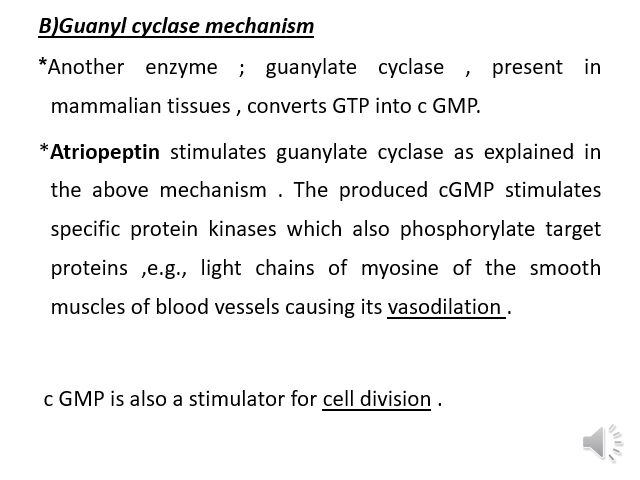 B)Guanyl cyclase mechanism
*Another enzyme ; guanylate cyclase , present in
mammalian tissues , converts GTP into c GMP.
*Atriopeptin stimulates guanylate cyclase as explained in
the above mechanism . The produced cGMP stimulates
specific protein kinases which also phosphorylate target
proteins ,e.g., light chains of myosine of the smooth
muscles of blood vessels causing its vasodilation .
c GMP is also a stimulator for cell division .